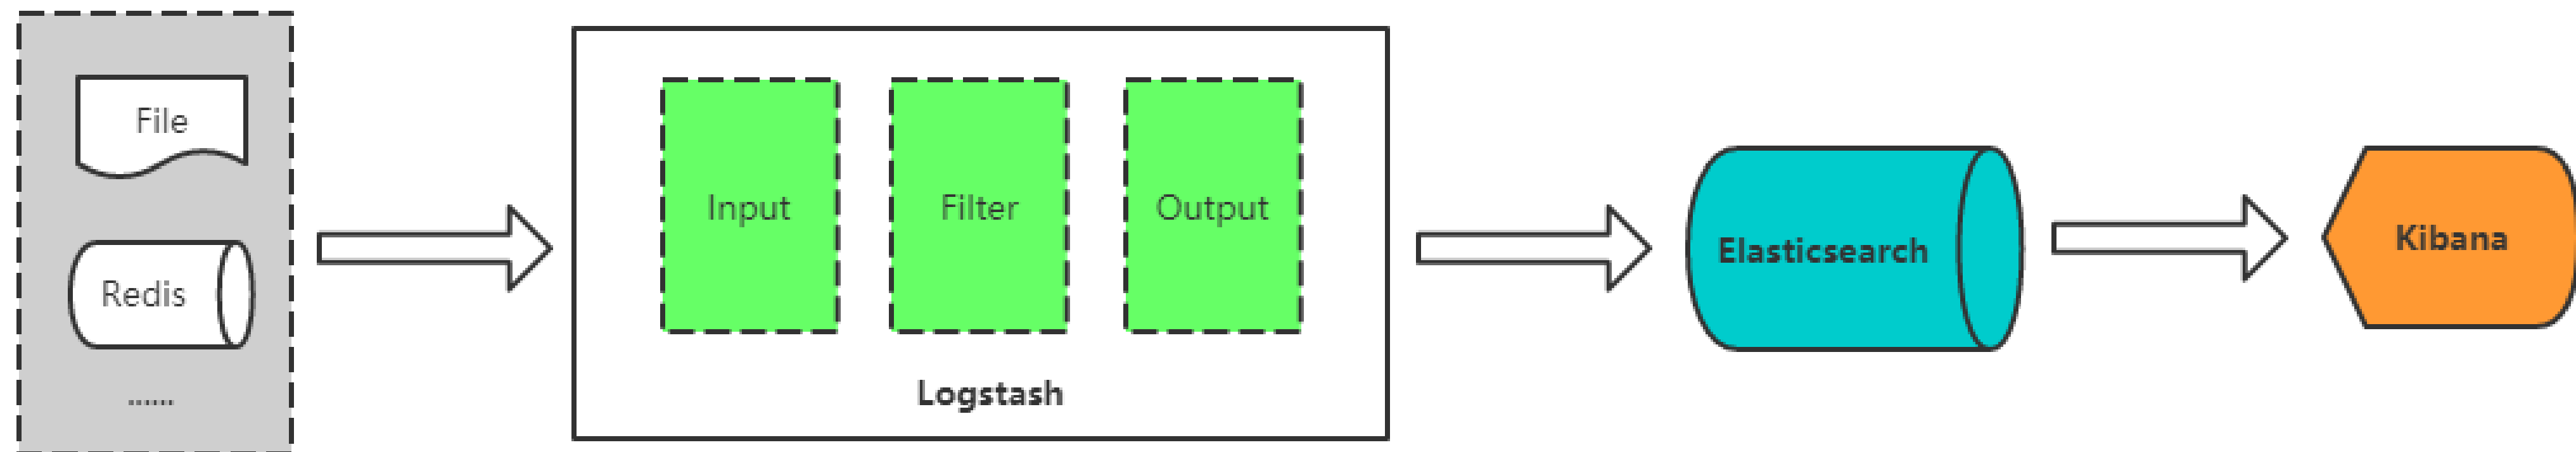 File
Redis
......
Input
Filter
Output
Logstash
Elasticsearch
Kibana